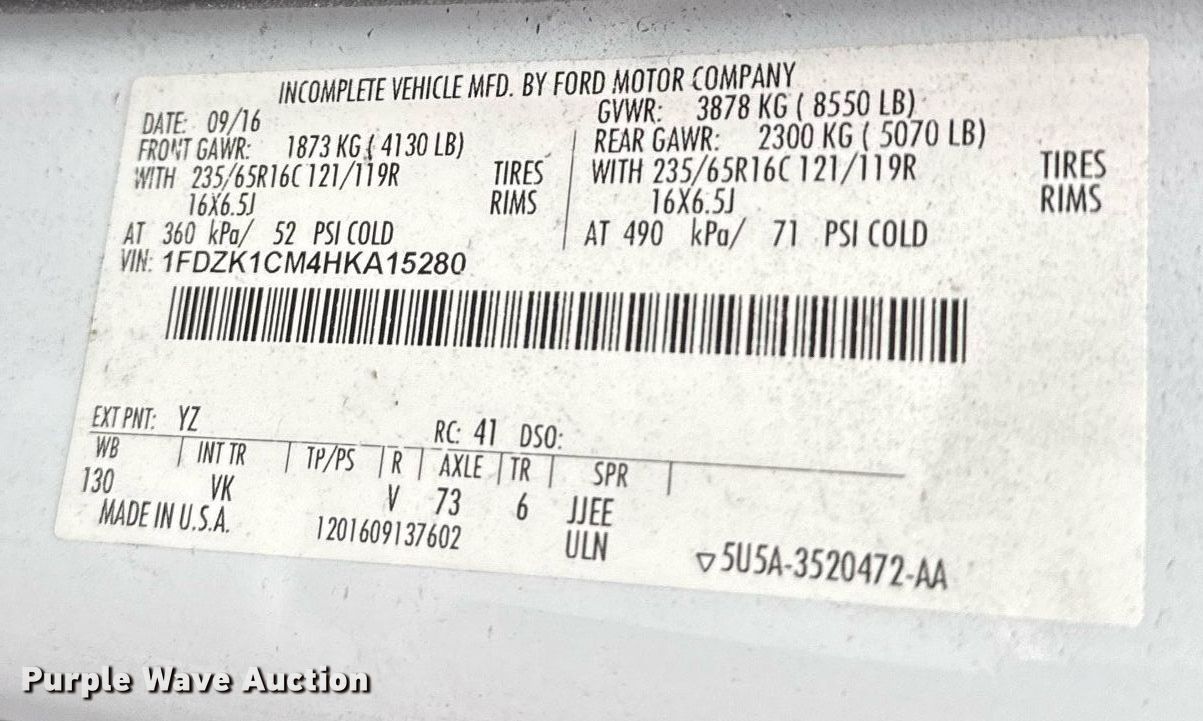 INCOMPLETE VEHICLE MFD. BY FORD MOTOR COMPANY
DATE: 09/16 GVWR: 3878 KG ( 8550 LB)
FRONT GAWR: 1873 KG ( 4130 LB) REAR GAWR: 2300 KG ( 5070 LB)
WITH 235/65R16C 121/119R TIRES WITH 235/65R16C 121/119R TIRES
16X6.5J RIMS 16X6.5J RIMS
AT 360 kPa/ 52 PSI COLD AT 490 kPa/ 71 PSI COLD
VIN: 1FDZK1CM4HKA15280
EXT PNT: YZ RC: 41 DSO:
WB INT TR TP/PS R AXLE TR SPR
130 VK V 73 6 JJEE
MADE IN U.S.A. 1201609137602 ULN ▽5U5A-3520472-AA
Purple Wave Auction